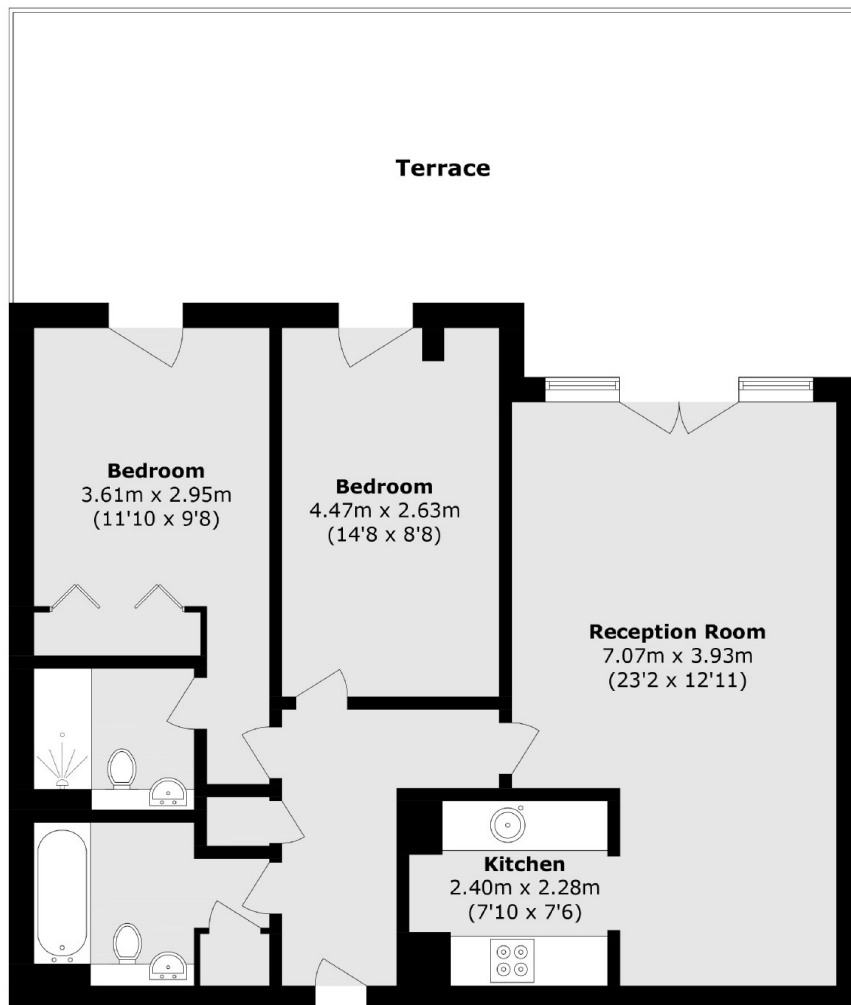 Terrace
Bedroom
3.61m x 2.95m
(11'10 x 9'8)
Bedroom
4.47m x 2.63m
(14'8 x 8'8)
Reception Room
7.07m x 3.93m
(23'2 x 12'11)
Kitchen
2.40m x 2.28m
(7'10 x 7'6)